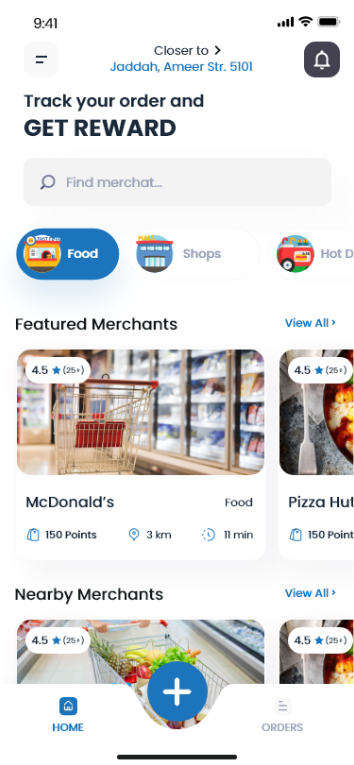 9:41
Closer to >
Jaddah, Ameer Str. 5101
Track your order and
GET REWARD
Find merchat...
Food
Shops
Hot D
Featured Merchants
View All >
4.5 ★ (25+)
4.5 ★ (25+)
McDonald's
Food
Pizza Hut
150 Points
3 km
11 min
150 Point
Nearby Merchants
View All >
4.5 ★ (25+)
4.5 ★ (25+)
HOME
ORDERS